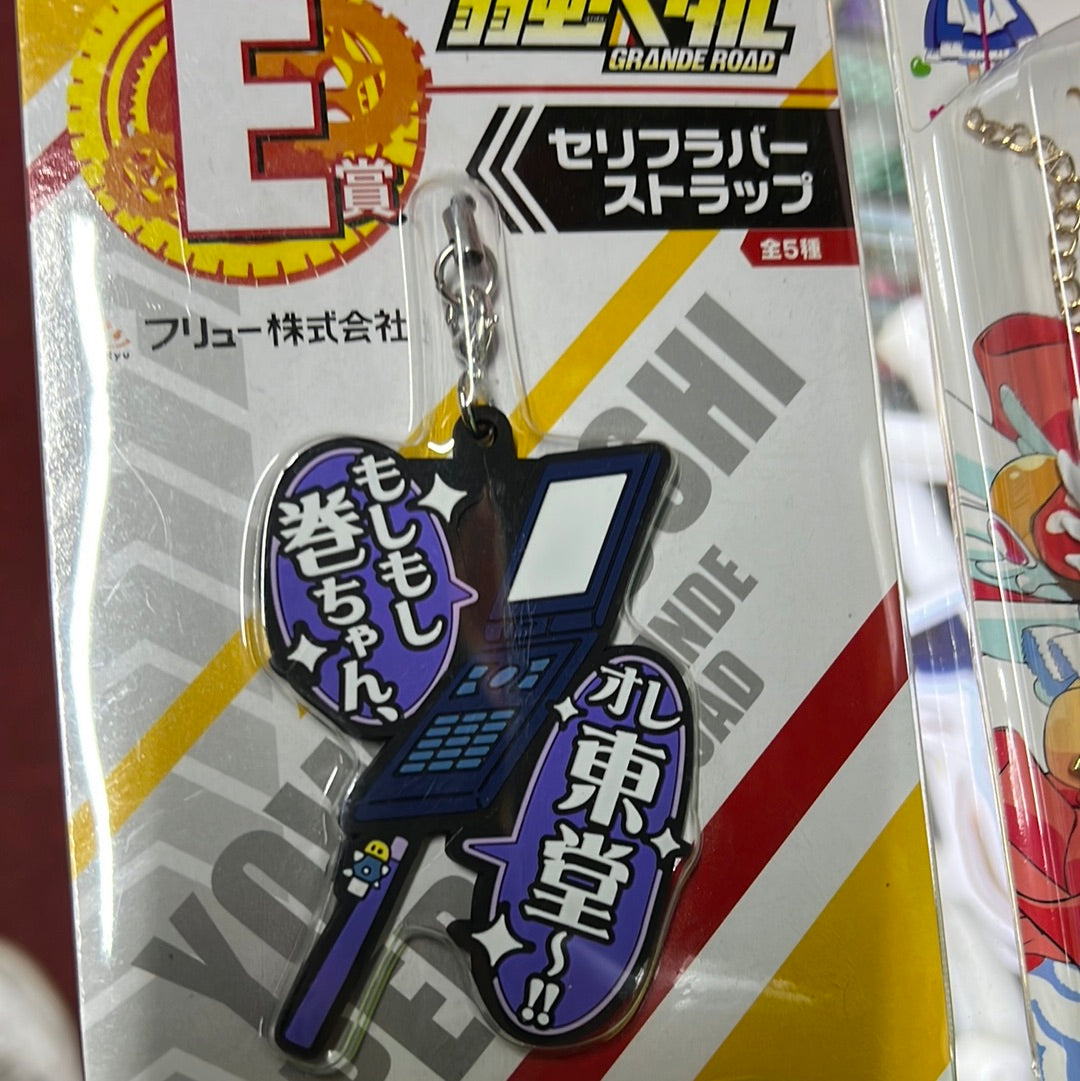 弱虫ペダル
GRANDE ROAD
E賞
セリフラバー
ストラップ
全5種
フリュー株式会社
もしもし
巻ちゃん、
オレ
東堂〜!!